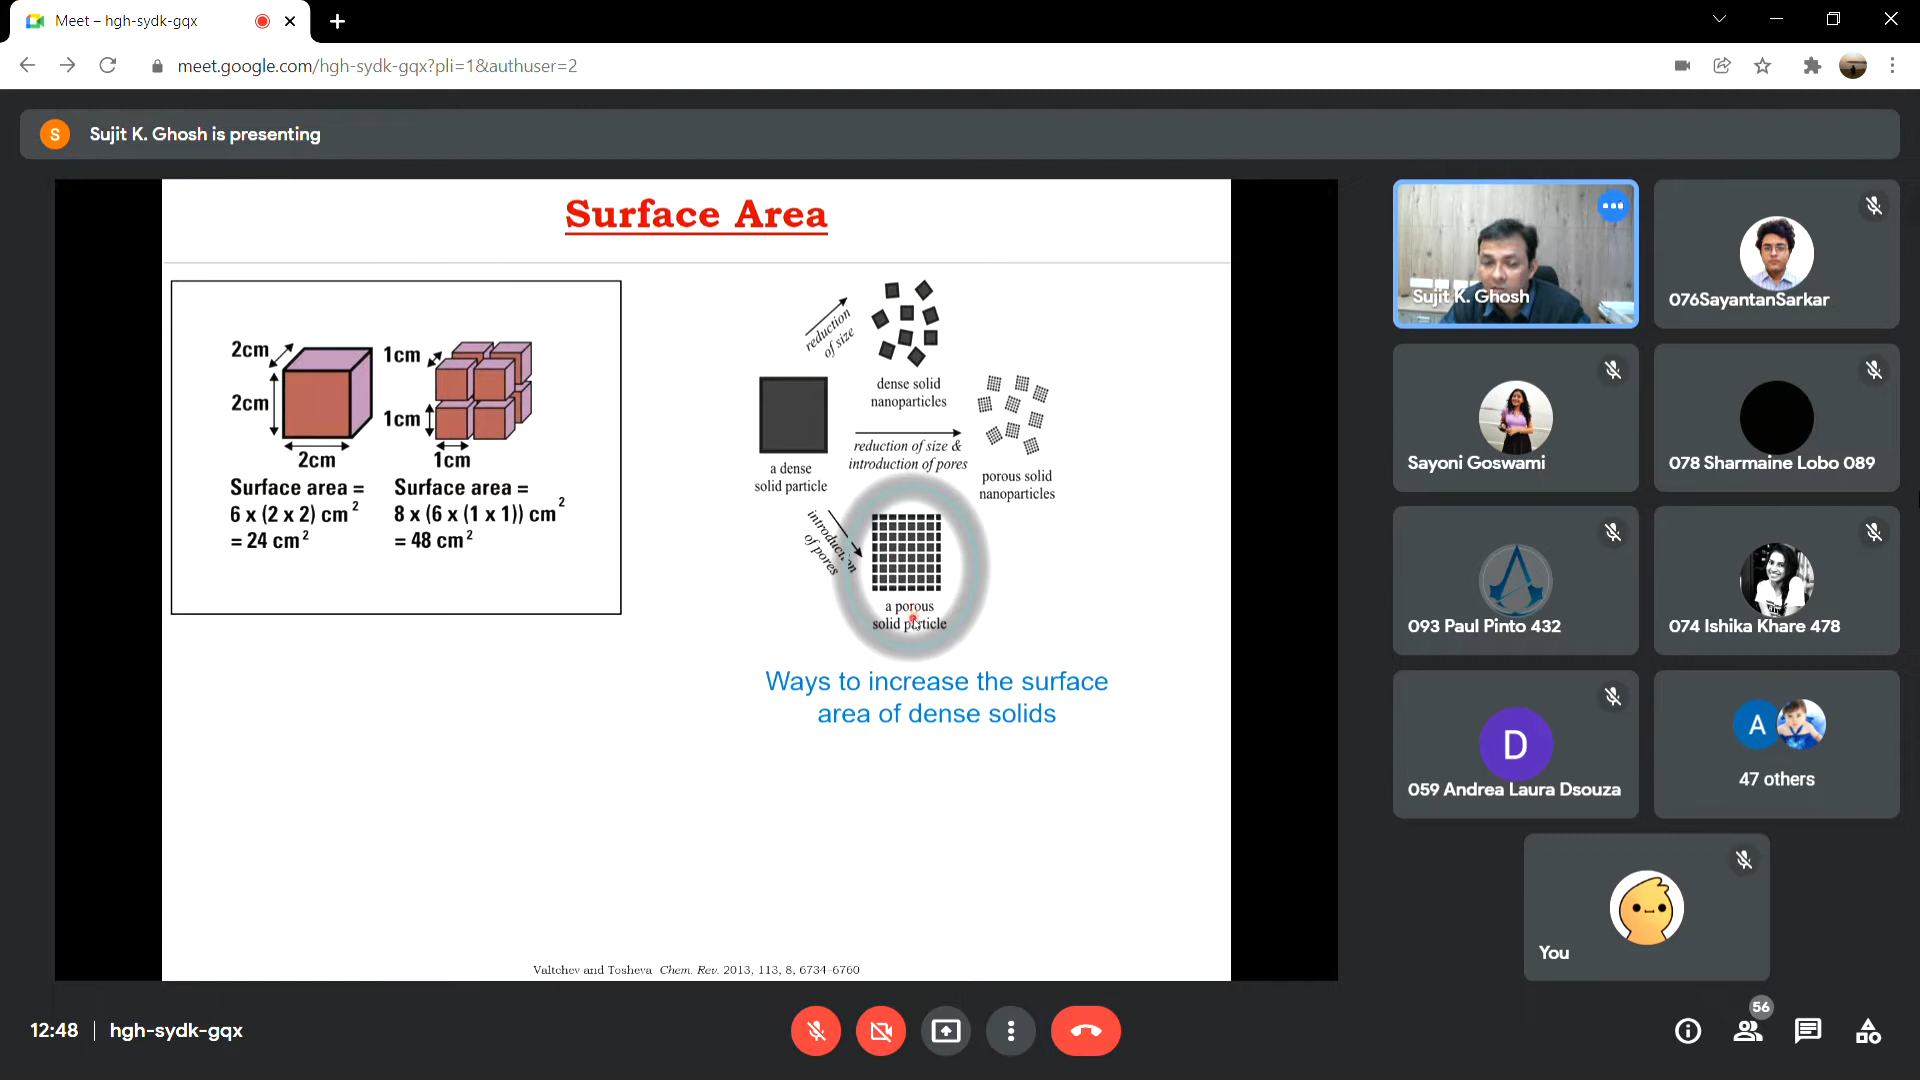 Meet – hgh-sydk-gqx
meet.google.com/hgh-sydk-gqx?pli=1&authuser=2
S
Sujit K. Ghosh is presenting
Surface Area
2cm
2cm
2cm
1cm
1cm
1cm
Surface area =
6 x (2 x 2) cm²
= 24 cm²
Surface area =
8 x (6 x (1 x 1)) cm²
= 48 cm²
reduction
of size
dense solid
nanoparticles
a dense
solid particle
reduction of size &
introduction of pores
porous solid
nanoparticles
introduction
of pores
a porous
solid particle
Ways to increase the surface
area of dense solids
Valtchev and Tosheva Chem. Rev. 2013, 113, 8, 6734–6760
Sujit K. Ghosh
076SayantanSarkar
Sayoni Goswami
078 Sharmaine Lobo 089
093 Paul Pinto 432
074 Ishika Khare 478
D
059 Andrea Laura Dsouza
A
47 others
You
12:48
hgh-sydk-gqx
56